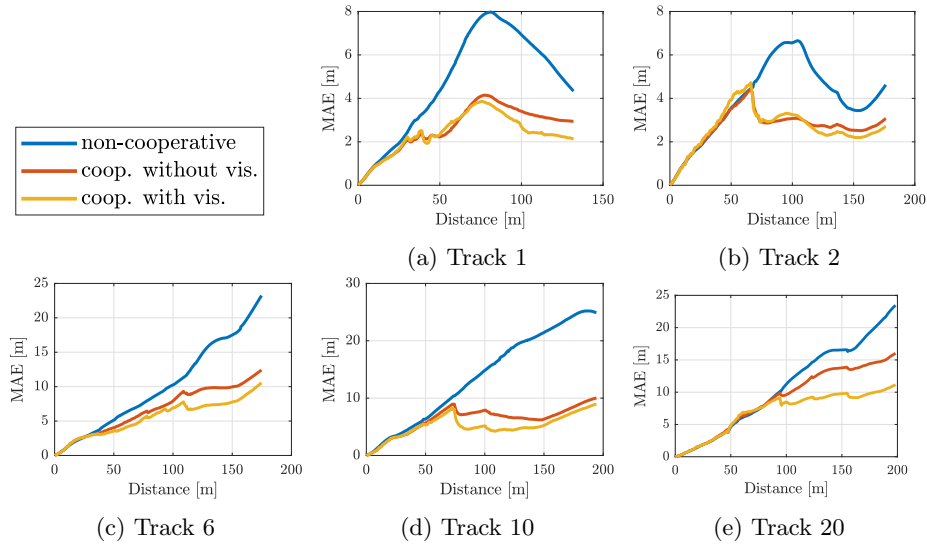 non-cooperative
coop. without vis.
coop. with vis.
MAE [m]
8
6
4
2
0
0 50 100 150
Distance [m]
(a) Track 1
MAE [m]
8
6
4
2
0
0 50 100 150 200
Distance [m]
(b) Track 2
MAE [m]
25
20
15
10
5
0
0 50 100 150 200
Distance [m]
(c) Track 6
MAE [m]
30
20
10
0
0 50 100 150 200
Distance [m]
(d) Track 10
MAE [m]
25
20
15
10
5
0
0 50 100 150 200
Distance [m]
(e) Track 20